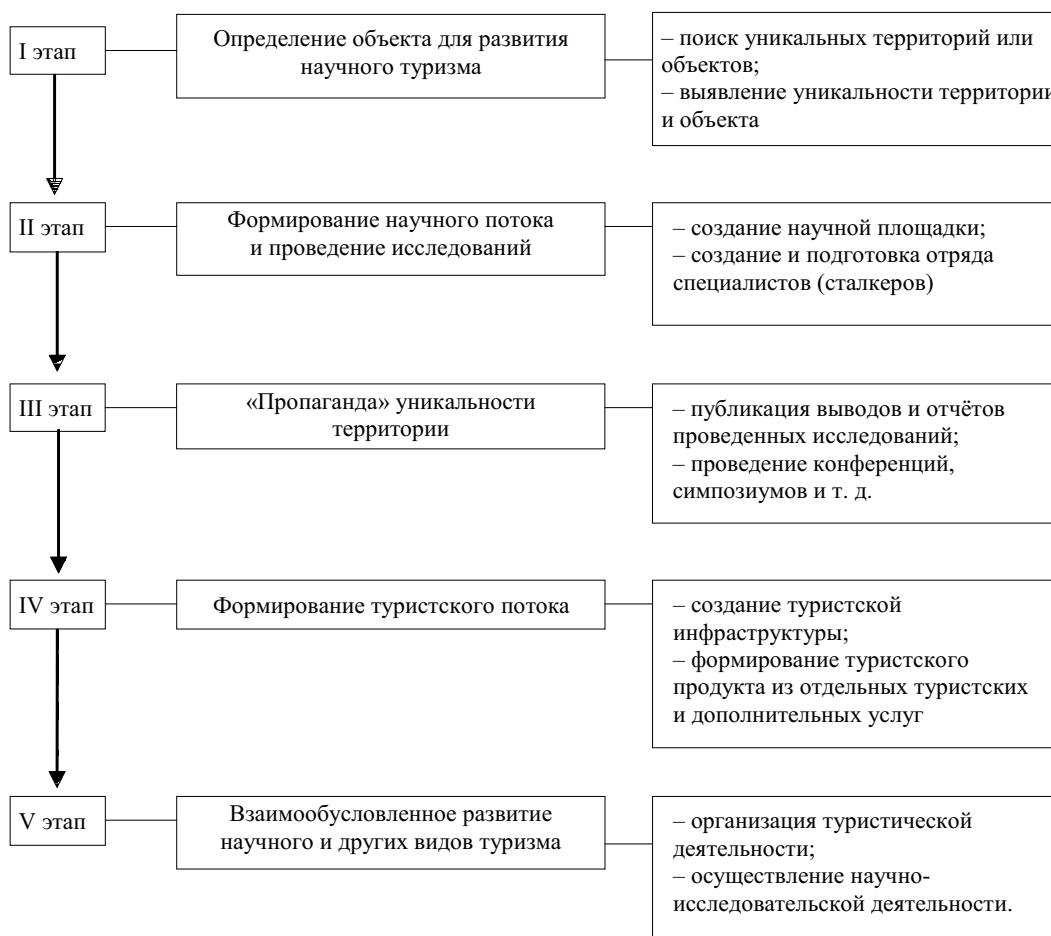 I этап
Определение объекта для развития
научного туризма
– поиск уникальных территорий или
объектов;
– выявление уникальности территории
и объекта
II этап
Формирование научного потока
и проведение исследований
– создание научной площадки;
– создание и подготовка отряда
специалистов (сталкеров)
III этап
«Пропаганда» уникальности
территории
– публикация выводов и отчётов
проведенных исследований;
– проведение конференций,
симпозиумов и т. д.
IV этап
Формирование туристского потока
– создание туристской
инфраструктуры;
– формирование туристского
продукта из отдельных туристских
и дополнительных услуг
V этап
Взаимообусловленное развитие
научного и других видов туризма
– организация туристической
деятельности;
– осуществление научно-
исследовательской деятельности.